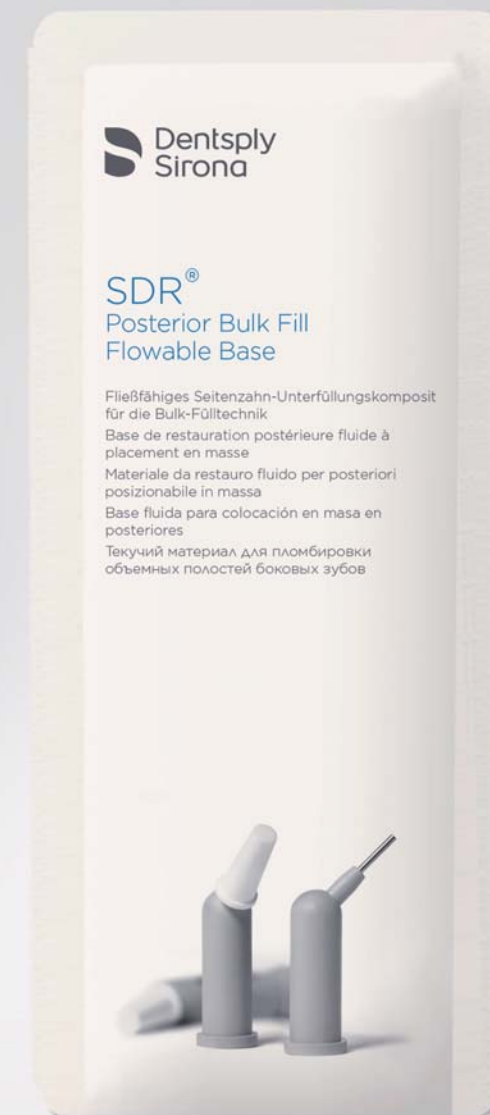 Dentsply
Sirona
SDR®
Posterior Bulk Fill
Flowable Base
Fließfähiges Seitenzahn-Unterfüllungskomposit
für die Bulk-Fülltechnik
Base de restauration postérieure fluide à
placement en masse
Materiale da restauro fluido per posteriori
posizionabile in massa
Base fluida para colocación en masa en
posteriores
Текучий материал для пломбировки
объемных полостей боковых зубов